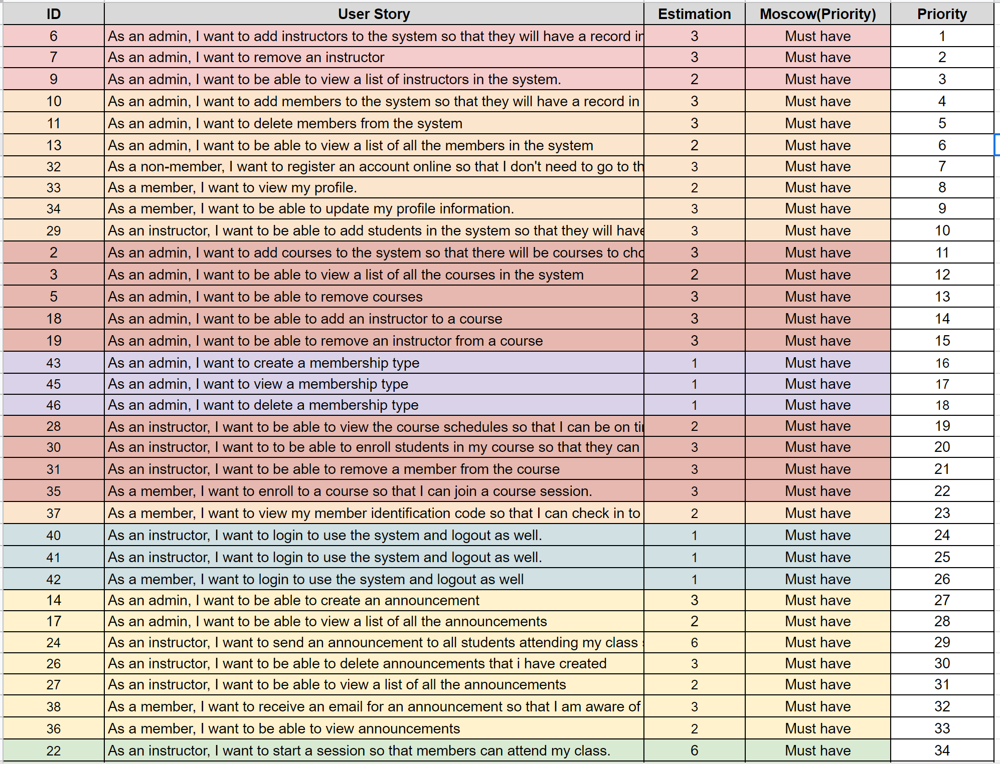 ID User Story Estimation Moscow(Priority) Priority
6 As an admin, I want to add instructors to the system so that they will have a record in 3 Must have 1
7 As an admin, I want to remove an instructor 3 Must have 2
9 As an admin, I want to be able to view a list of instructors in the system. 2 Must have 3
10 As an admin, I want to add members to the system so that they will have a record in 3 Must have 4
11 As an admin, I want to delete members from the system 3 Must have 5
13 As an admin, I want to be able to view a list of all the members in the system 2 Must have 6
32 As a non-member, I want to register an account online so that I don't need to go to th 3 Must have 7
33 As a member, I want to view my profile. 2 Must have 8
34 As a member, I want to be able to update my profile information. 3 Must have 9
29 As an instructor, I want to be able to add students in the system so that they will have 3 Must have 10
2 As an admin, I want to add courses to the system so that there will be courses to cho 3 Must have 11
3 As an admin, I want to be able to view a list of all the courses in the system 2 Must have 12
5 As an admin, I want to be able to remove courses 3 Must have 13
18 As an admin, I want to be able to add an instructor to a course 3 Must have 14
19 As an admin, I want to be able to remove an instructor from a course 3 Must have 15
43 As an admin, I want to create a membership type 1 Must have 16
45 As an admin, I want to view a membership type 1 Must have 17
46 As an admin, I want to delete a membership type 1 Must have 18
28 As an instructor, I want to be able to view the course schedules so that I can be on ti 2 Must have 19
30 As an instructor, I want to to be able to enroll students in my course so that they can 3 Must have 20
31 As an instructor, I want to be able to remove a member from the course 3 Must have 21
35 As a member, I want to enroll to a course so that I can join a course session. 3 Must have 22
37 As a member, I want to view my member identification code so that I can check in to 2 Must have 23
40 As an instructor, I want to login to use the system and logout as well. 1 Must have 24
41 As an instructor, I want to login to use the system and logout as well. 1 Must have 25
42 As a member, I want to login to use the system and logout as well 1 Must have 26
14 As an admin, I want to be able to create an announcement 3 Must have 27
17 As an admin, I want to be able to view a list of all the announcements 2 Must have 28
24 As an instructor, I want to send an announcement to all students attending my class 6 Must have 29
26 As an instructor, I want to be able to delete announcements that i have created 3 Must have 30
27 As an instructor, I want to be able to view a list of all the announcements 2 Must have 31
38 As a member, I want to receive an email for an announcement so that I am aware of 3 Must have 32
36 As a member, I want to be able to view announcements 2 Must have 33
22 As an instructor, I want to start a session so that members can attend my class. 6 Must have 34